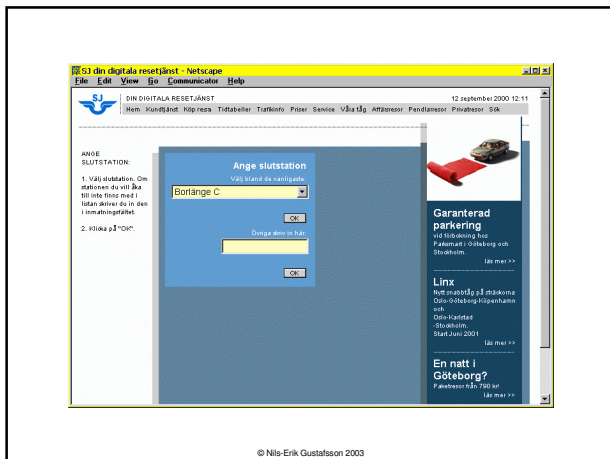 SJ din digitala resetjänst - Netscape
File Edit View Go Communicator Help
SJ
DIN DIGITALA RESETJÄNST
12 september 2000 12:11
Hem Kundtjänst Köp resa Tidtabeller Trafikinfo Priser Service Våra tåg Affärsresor Pendlarresor Privatresor Sök
ANGE
SLUTSTATION:
1. Välj slutstation. Om
stationen du vill åka
till inte finns med i
listan skriver du in den
i inmatningsfältet.
2. Klicka på "OK".
Ange slutstation
Välj bland de vanligaste:
Borlänge C
OK
Övriga skriv in här:
OK
Garanterad
parkering
vid förbokning hos
Parkomart i Göteborg och
Stockholm.
läs mer >>
Linx
Nytt snabbtåg på sträckorna
Oslo-Göteborg-Köpenhamn
och
Oslo-Karlstad
-Stockholm.
Start Juni 2001
läs mer >>
En natt i
Göteborg?
Paketresor från 790 kr!
läs mer >>
© Nils-Erik Gustafsson 2003